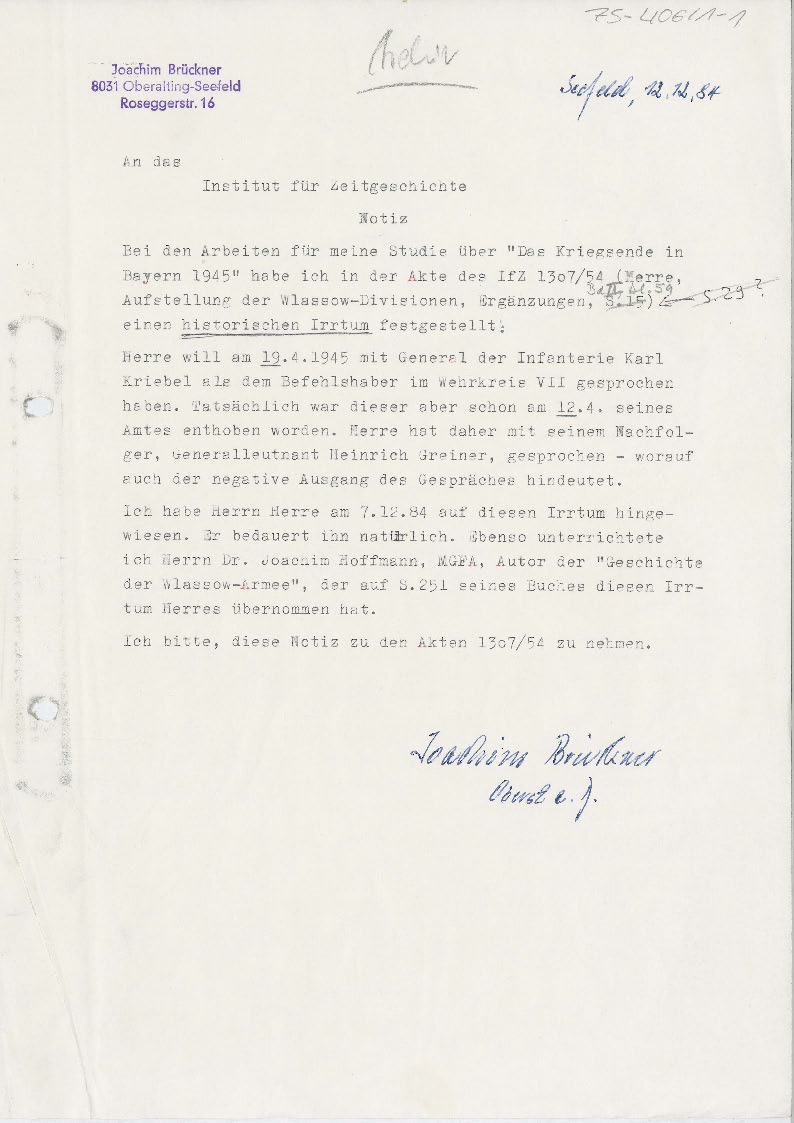 ZS-406/1-1
Archiv
Joachim Brückner
8031 Oberalting-Seefeld
Roseggerstr. 16
Seefeld, 12.12.84
An das
Institut für Zeitgeschichte
Notiz
Bei den Arbeiten für meine Studie über "Das Kriegsende in
Bayern 1945" habe ich in der Akte des IfZ 13o7/54 (Herre,
Bd II Bl. 59
Aufstellung der Wlassow-Divisionen, Ergänzungen, S.15) S. 29?
einen historischen Irrtum festgestellt:
Herre will am 19.4.1945 mit General der Infanterie Karl
Kriebel als dem Befehlshaber im Wehrkreis VII gesprochen
haben. Tatsächlich war dieser aber schon am 12.4. seines
Amtes enthoben worden. Herre hat daher mit seinem Nachfol-
ger, Generalleutnant Heinrich Greiner, gesprochen - worauf
auch der negative Ausgang des Gespräches hindeutet.
Ich habe Herrn Herre am 7.12.84 auf diesen Irrtum hinge-
wiesen. Er bedauert ihn natürlich. Ebenso unterrichtete
ich Herrn Dr. Joachim Hoffmann, MGFA, Autor der "Geschichte
der Wlassow-Armee", der auf S.251 seines Buches diesen Irr-
tum Herres übernommen hat.
Ich bitte, diese Notiz zu den Akten 13o7/54 zu nehmen.
Joachim Brückner
Oberst a. D.